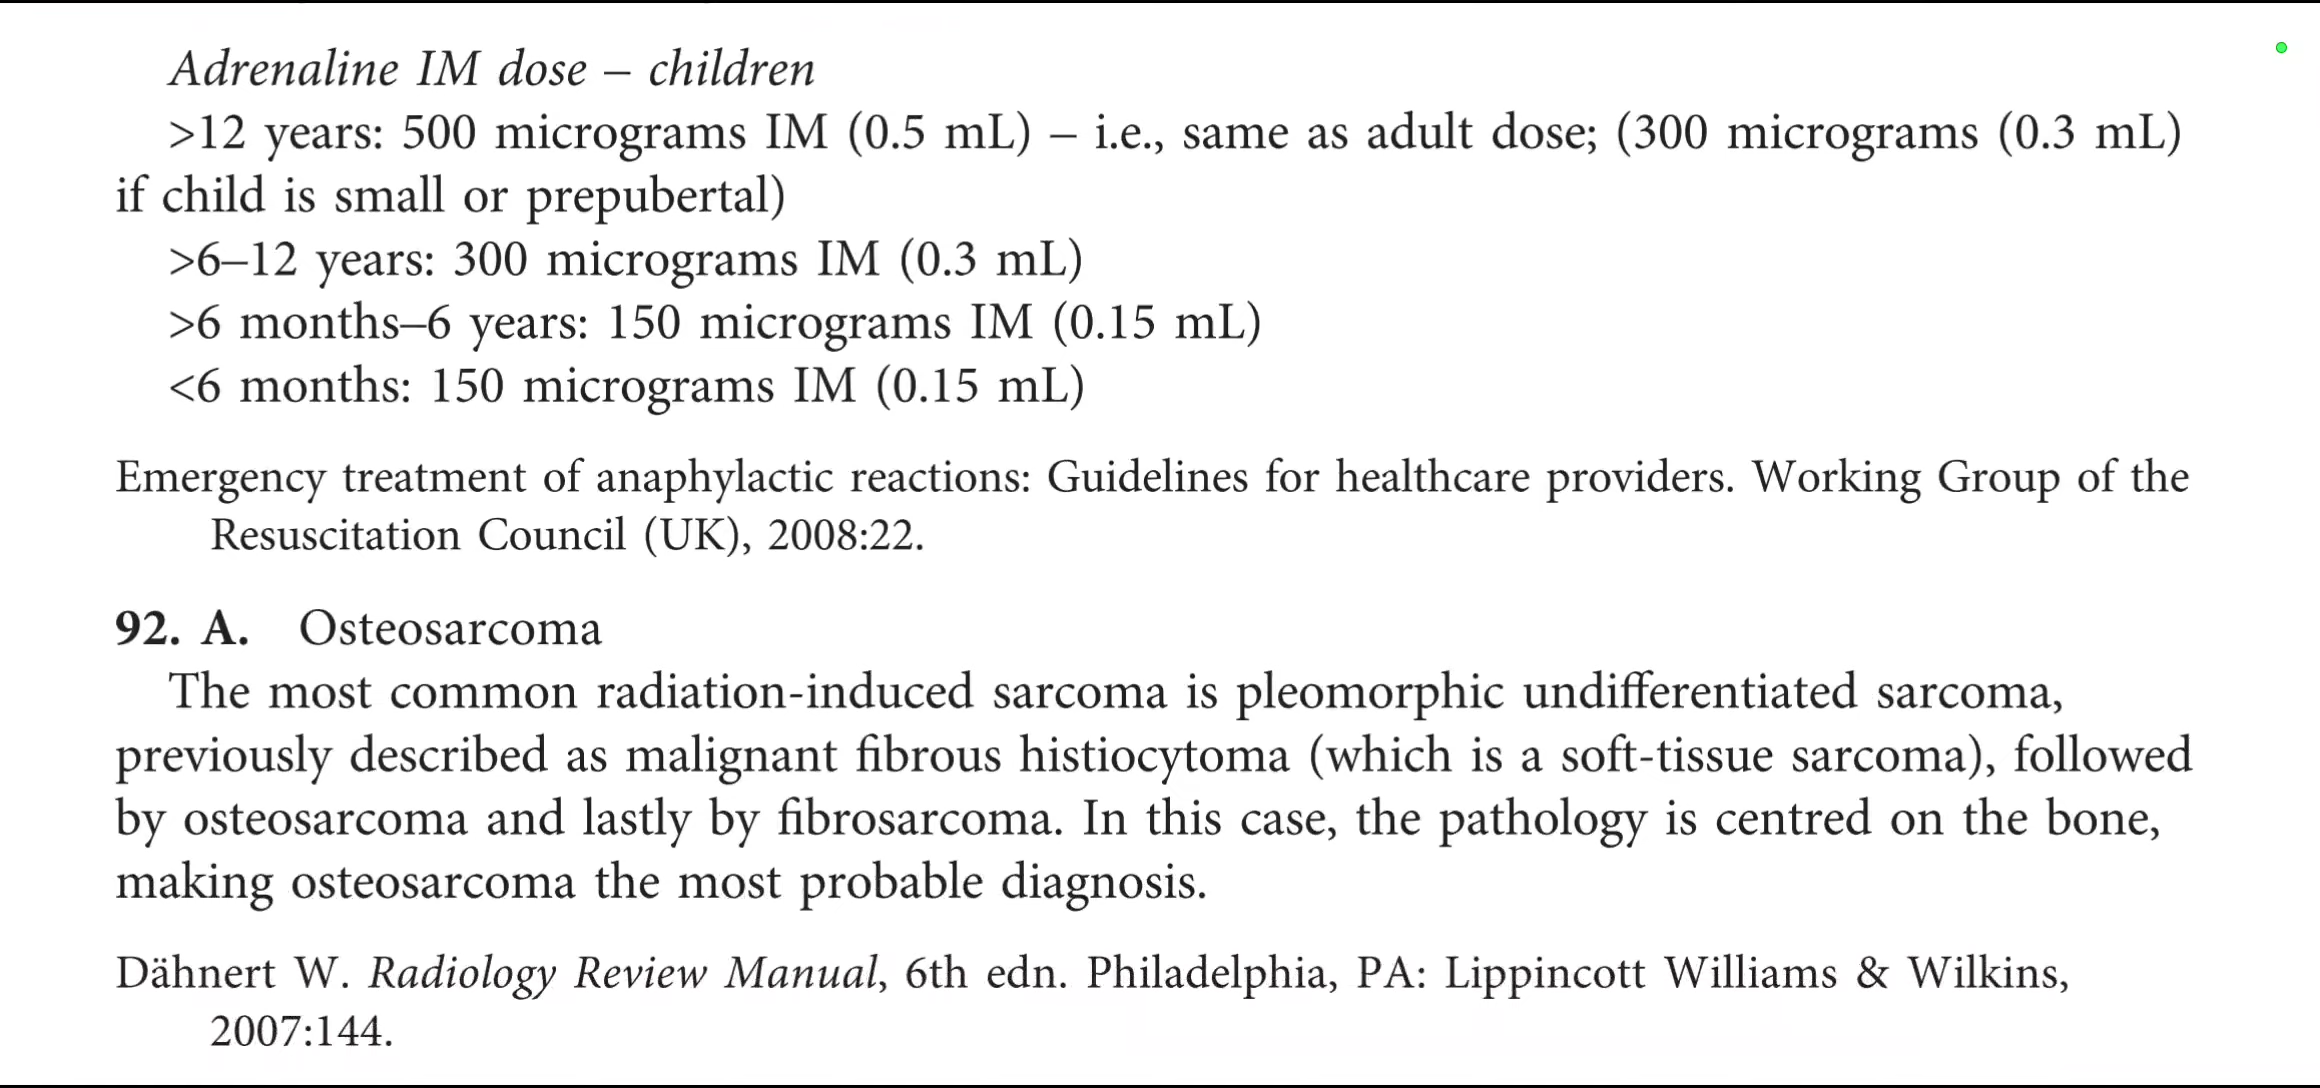 Adrenaline IM dose – children
>12 years: 500 micrograms IM (0.5 mL) – i.e., same as adult dose; (300 micrograms (0.3 mL)
if child is small or prepubertal)
>6–12 years: 300 micrograms IM (0.3 mL)
>6 months–6 years: 150 micrograms IM (0.15 mL)
<6 months: 150 micrograms IM (0.15 mL)
Emergency treatment of anaphylactic reactions: Guidelines for healthcare providers. Working Group of the
Resuscitation Council (UK), 2008:22.
92. A. Osteosarcoma
The most common radiation-induced sarcoma is pleomorphic undifferentiated sarcoma,
previously described as malignant fibrous histiocytoma (which is a soft-tissue sarcoma), followed
by osteosarcoma and lastly by fibrosarcoma. In this case, the pathology is centred on the bone,
making osteosarcoma the most probable diagnosis.
Dähnert W. Radiology Review Manual, 6th edn. Philadelphia, PA: Lippincott Williams & Wilkins,
2007:144.